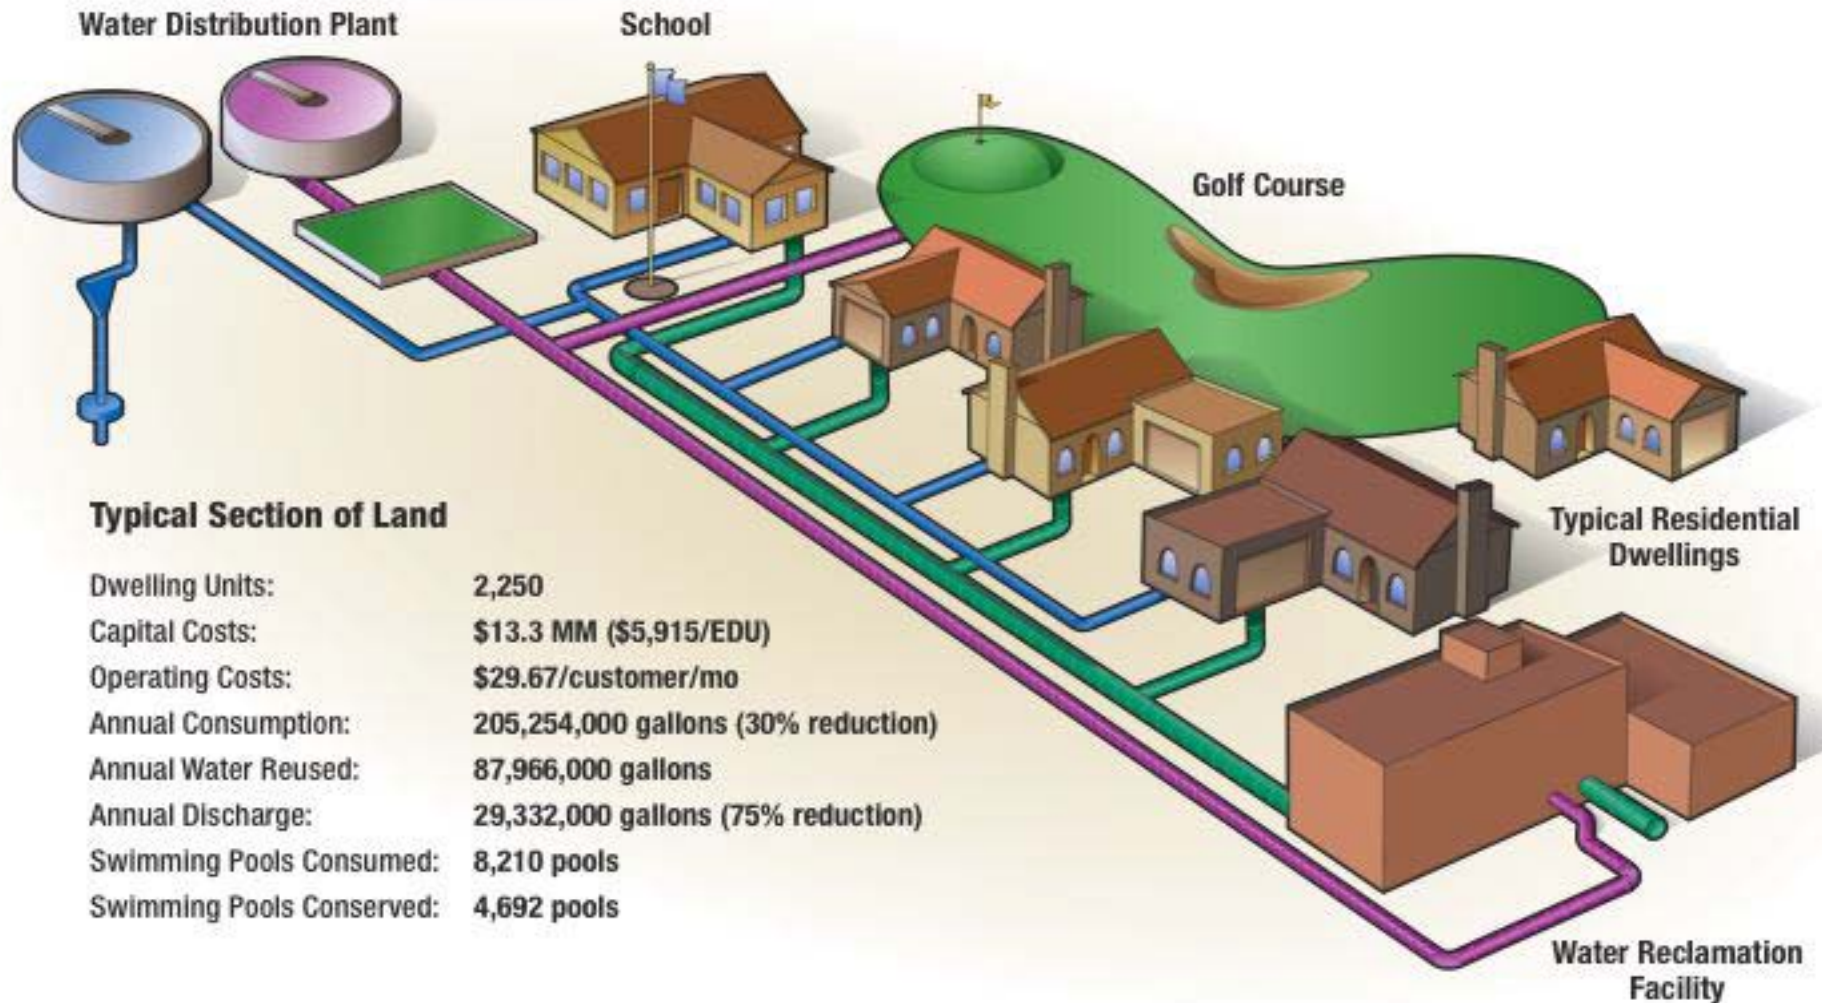 Water Distribution Plant
School
Golf Course
Typical Section of Land
Dwelling Units: 2,250
Capital Costs: $13.3 MM ($5,915/EDU)
Operating Costs: $29.67/customer/mo
Annual Consumption: 205,254,000 gallons (30% reduction)
Annual Water Reused: 87,966,000 gallons
Annual Discharge: 29,332,000 gallons (75% reduction)
Swimming Pools Consumed: 8,210 pools
Swimming Pools Conserved: 4,692 pools
Typical Residential
Dwellings
Water Reclamation
Facility